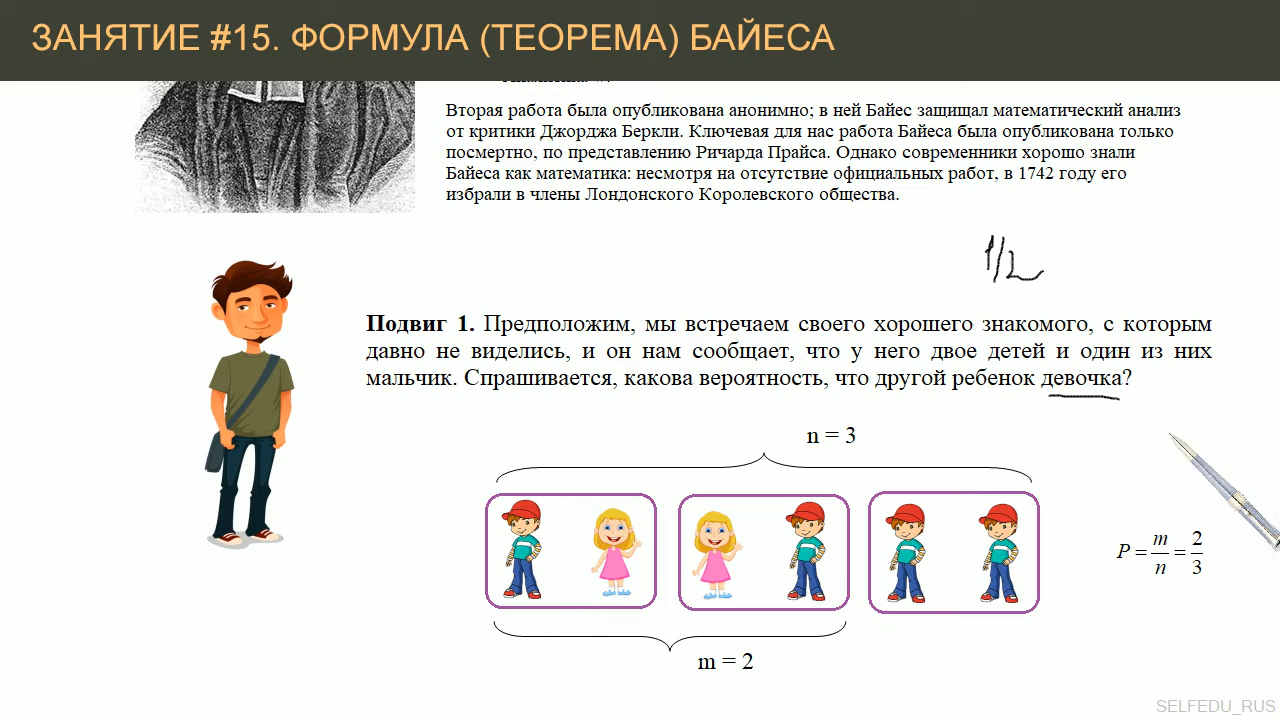 ЗАНЯТИЕ #15. ФОРМУЛА (ТЕОРЕМА) БАЙЕСА
Вторая работа была опубликована анонимно; в ней Байес защищал математический анализ
от критики Джорджа Беркли. Ключевая для нас работа Байеса была опубликована только
посмертно, по представлению Ричарда Прайса. Однако современники хорошо знали
Байеса как математика: несмотря на отсутствие официальных работ, в 1742 году его
избрали в члены Лондонского Королевского общества.
1/2
Подвиг 1. Предположим, мы встречаем своего хорошего знакомого, с которым
давно не виделись, и он нам сообщает, что у него двое детей и один из них
мальчик. Спрашивается, какова вероятность, что другой ребенок девочка?
n = 3
P = m/n = 2/3
m = 2
SELFEDU_RUS